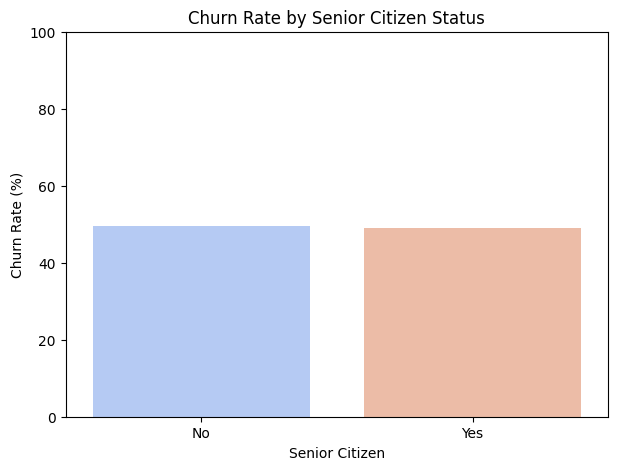 Churn Rate by Senior Citizen Status
Churn Rate (%)
100
80
60
40
20
0
No
Yes
Senior Citizen